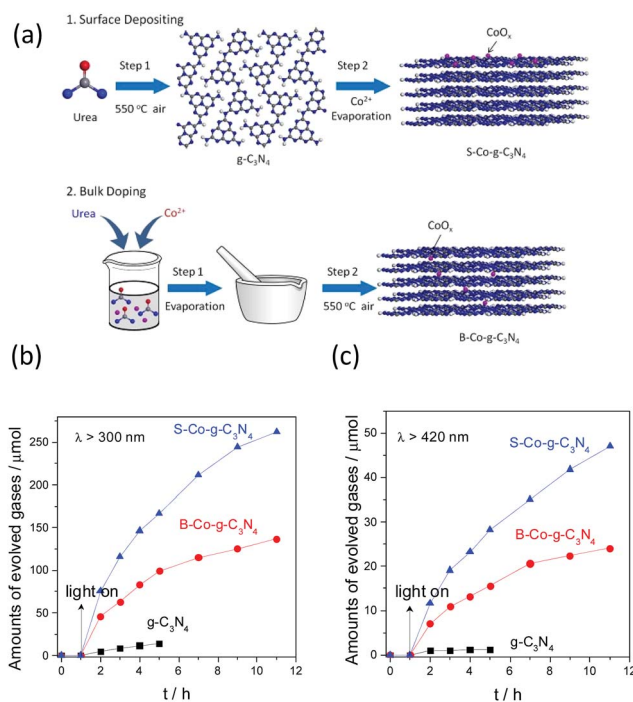 (a)
1. Surface Depositing
Step 1
550 °C air
Urea
g-C₃N₄
Step 2
Co²⁺
Evaporation
CoOₓ
S-Co-g-C₃N₄
2. Bulk Doping
Urea
Co²⁺
Step 1
Evaporation
Step 2
550 °C air
CoOₓ
B-Co-g-C₃N₄
(b)
Amounts of evolved gases / μmol
250
200
150
100
50
0
λ > 300 nm
S-Co-g-C₃N₄
B-Co-g-C₃N₄
light on
g-C₃N₄
0 2 4 6 8 10 12
t / h
(c)
Amounts of evolved gases / μmol
50
40
30
20
10
0
λ > 420 nm
S-Co-g-C₃N₄
B-Co-g-C₃N₄
light on
g-C₃N₄
0 2 4 6 8 10 12
t / h